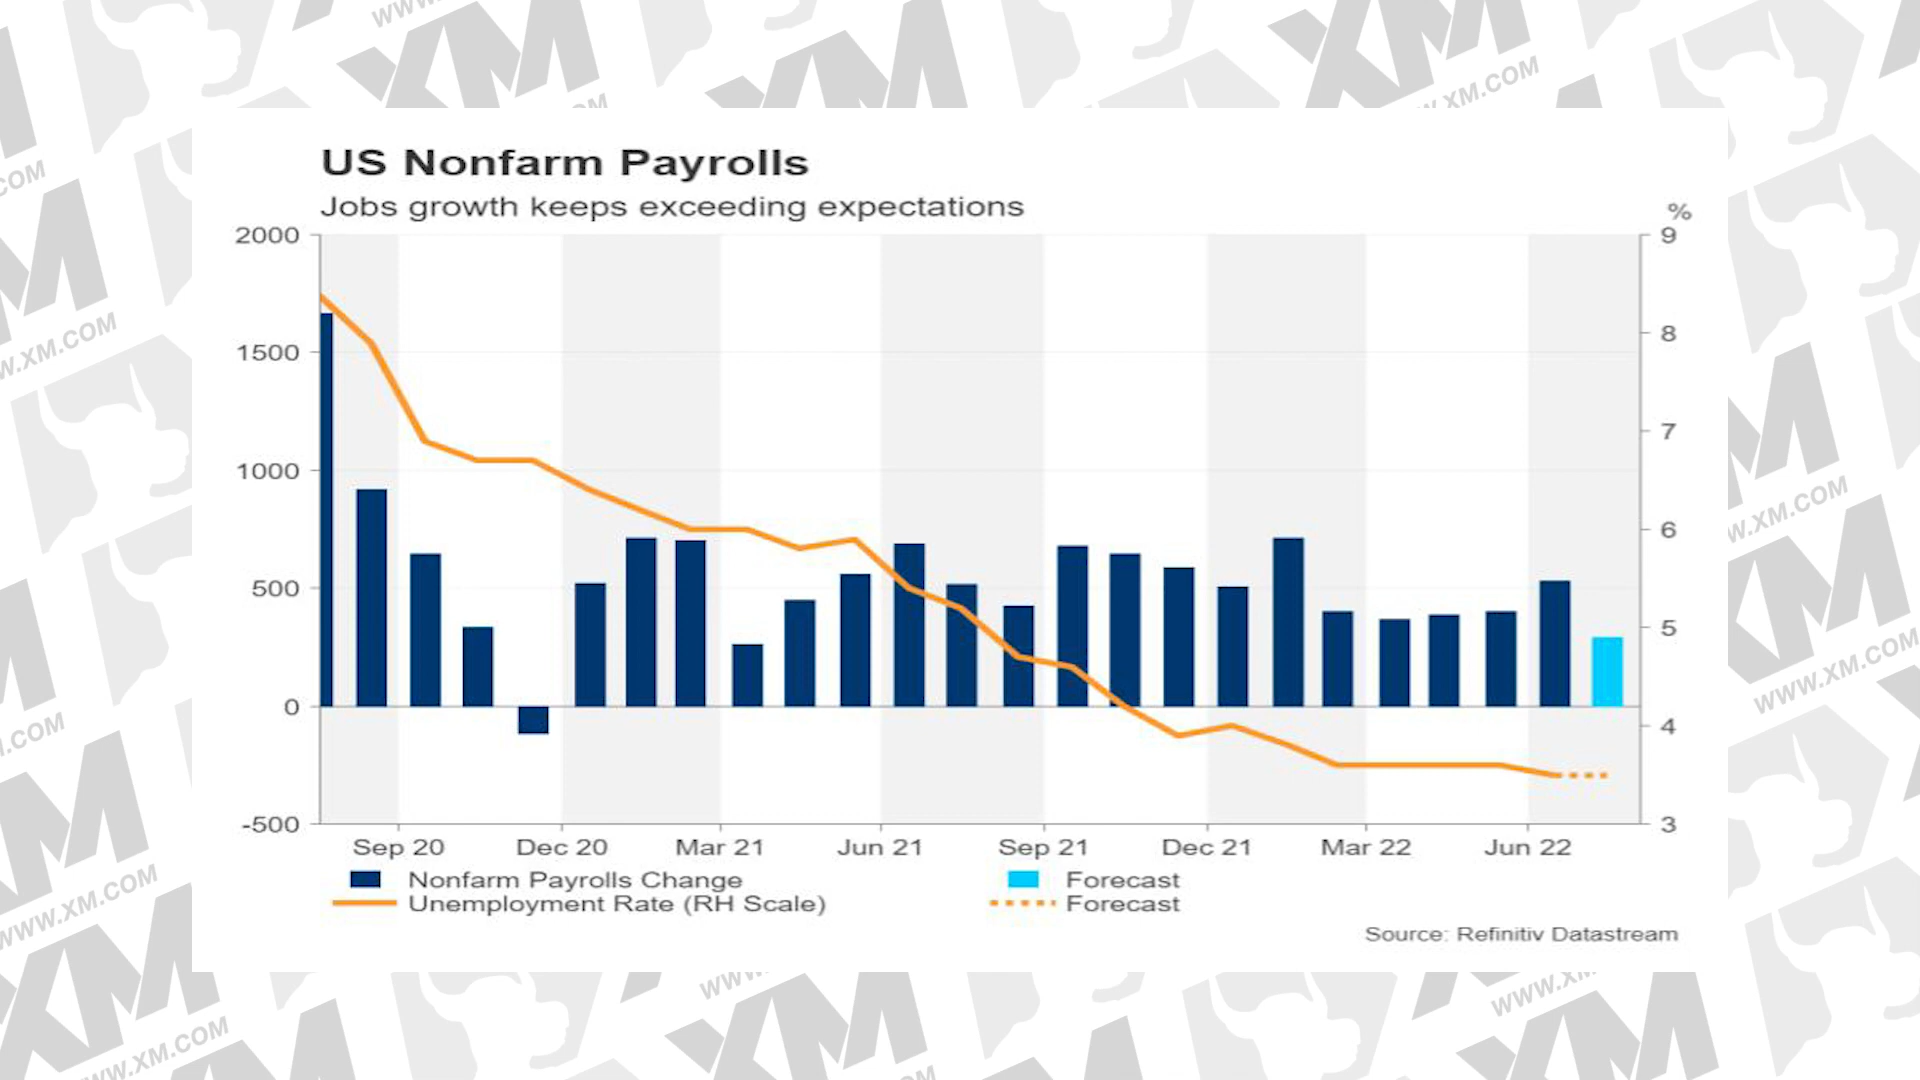 US Nonfarm Payrolls
Jobs growth keeps exceeding expectations
%
2000
1500
1000
500
0
-500
9
8
7
6
5
4
3
Sep 20
Dec 20
Mar 21
Jun 21
Sep 21
Dec 21
Mar 22
Jun 22
Nonfarm Payrolls Change
Forecast
Unemployment Rate (RH Scale)
Forecast
Source: Refinitiv Datastream
XM
WWW.XM.COM